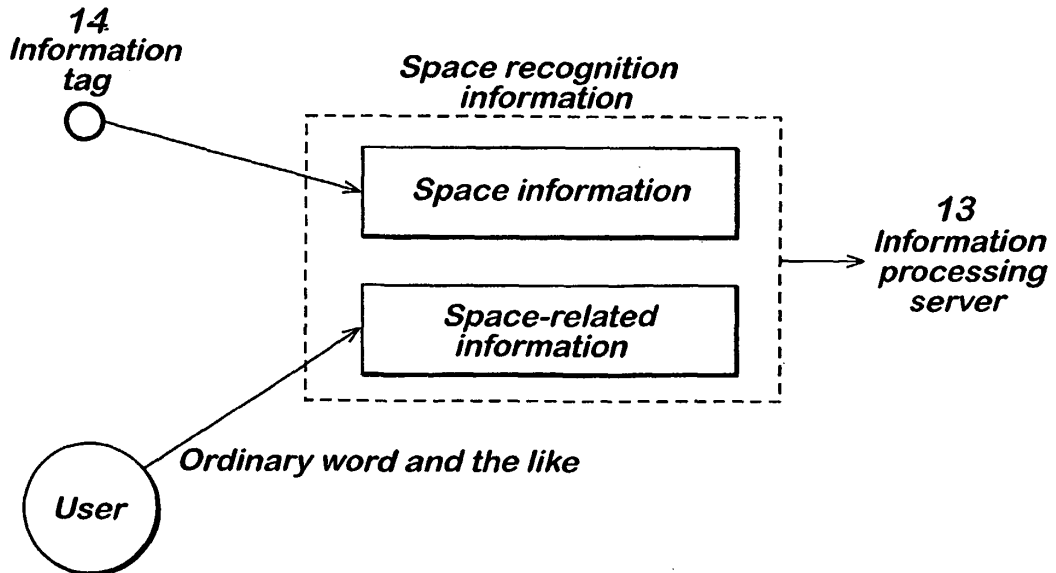 14
Information
tag
Space recognition
information
Space information
13
Information
processing
server
Space-related
information
Ordinary word and the like
User